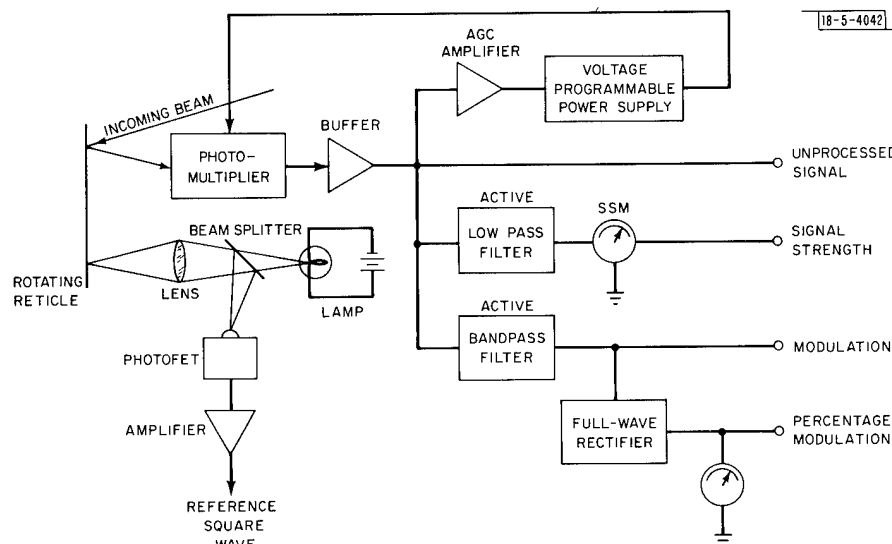 18-5-4042
AGC
AMPLIFIER
VOLTAGE
PROGRAMMABLE
POWER SUPPLY
INCOMING BEAM
PHOTO-
MULTIPLIER
BUFFER
UNPROCESSED
SIGNAL
ACTIVE
LOW PASS
FILTER
SSM
SIGNAL
STRENGTH
BEAM SPLITTER
ROTATING
RETICLE
LENS
LAMP
ACTIVE
BANDPASS
FILTER
MODULATION
PHOTOFET
FULL-WAVE
RECTIFIER
PERCENTAGE
MODULATION
AMPLIFIER
REFERENCE
SQUARE
WAVE